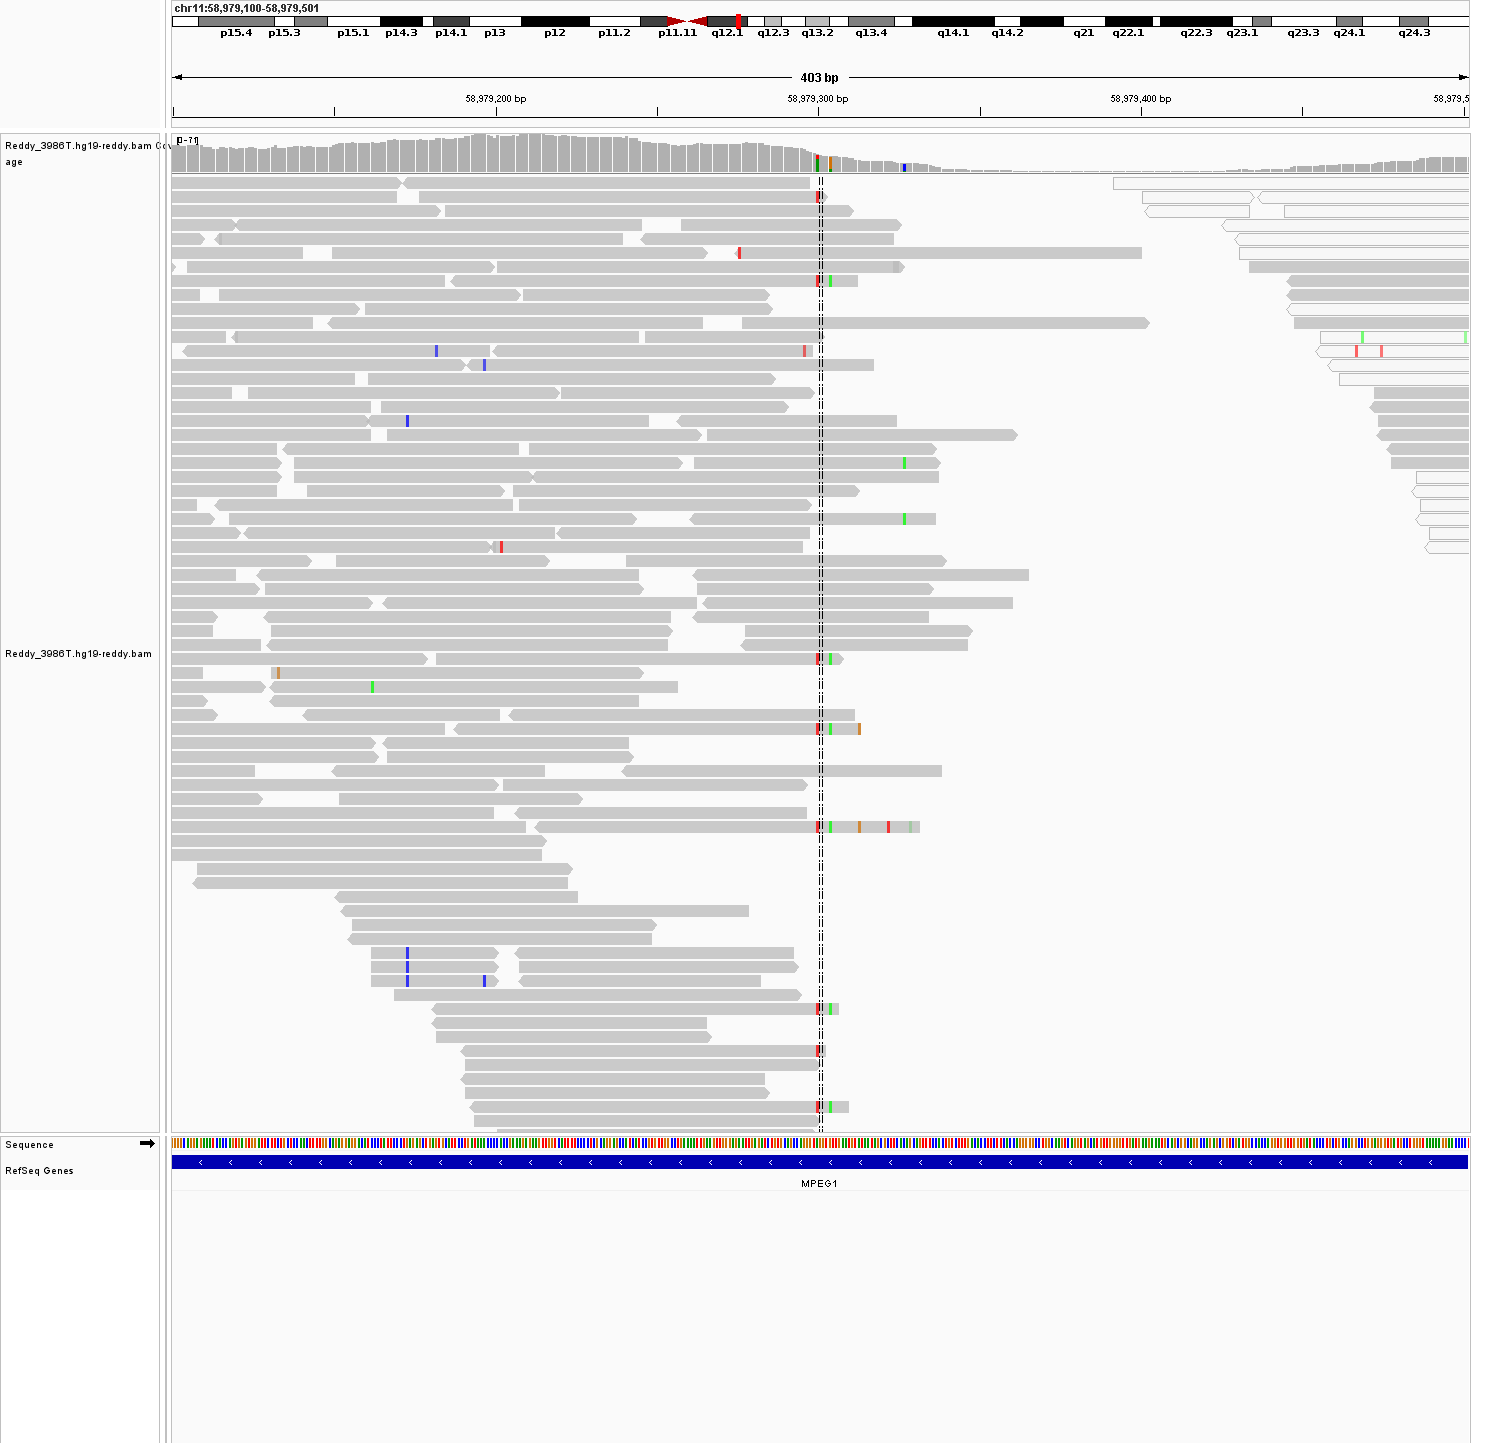 chr11:58,979,100-58,979,501
p15.4 p15.3 p15.1 p14.3 p14.1 p13 p12 p11.2 p11.11 q12.1 q12.3 q13.2 q13.4 q14.1 q14.2 q21 q22.1 q22.3 q23.1 q23.3 q24.1 q24.3
403 bp
58,979,200 bp 58,979,300 bp 58,979,400 bp 58,979,5
[0-71]
Reddy_3986T.hg19-reddy.bam Cov
age
Reddy_3986T.hg19-reddy.bam
Sequence
RefSeq Genes
MPEG1